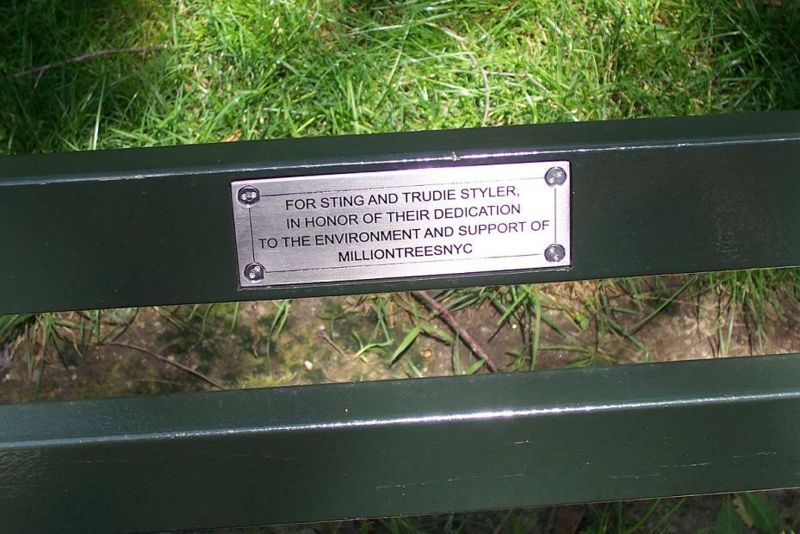 FOR STING AND TRUDIE STYLER,
IN HONOR OF THEIR DEDICATION
TO THE ENVIRONMENT AND SUPPORT OF
MILLIONTREESNYC